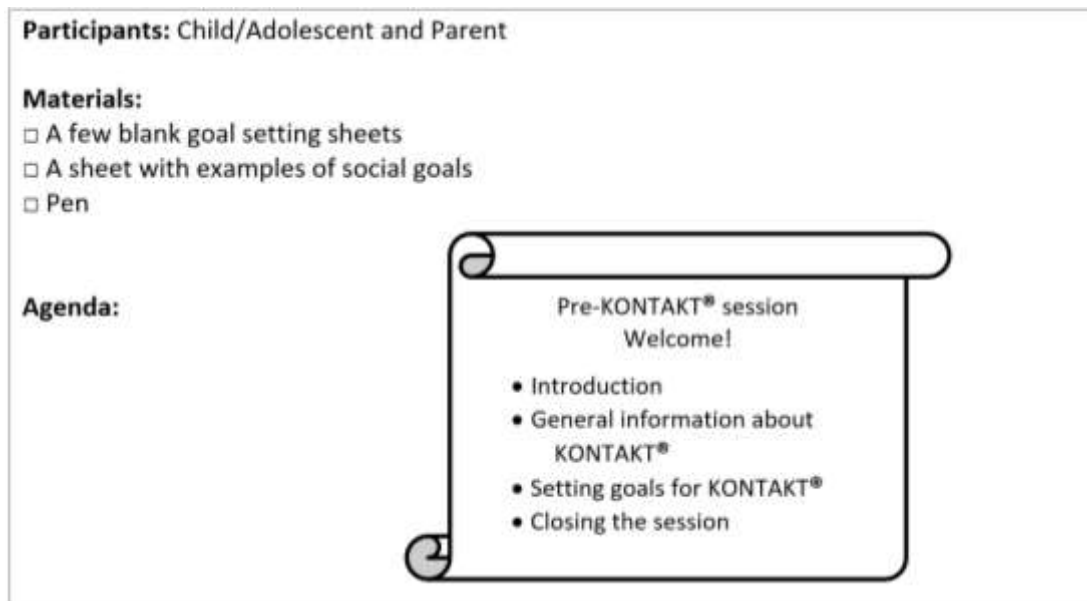 Participants: Child/Adolescent and Parent
Materials:
□ A few blank goal setting sheets
□ A sheet with examples of social goals
□ Pen
Agenda:
Pre-KONTAKT® session
Welcome!
• Introduction
• General information about
KONTAKT®
• Setting goals for KONTAKT®
• Closing the session